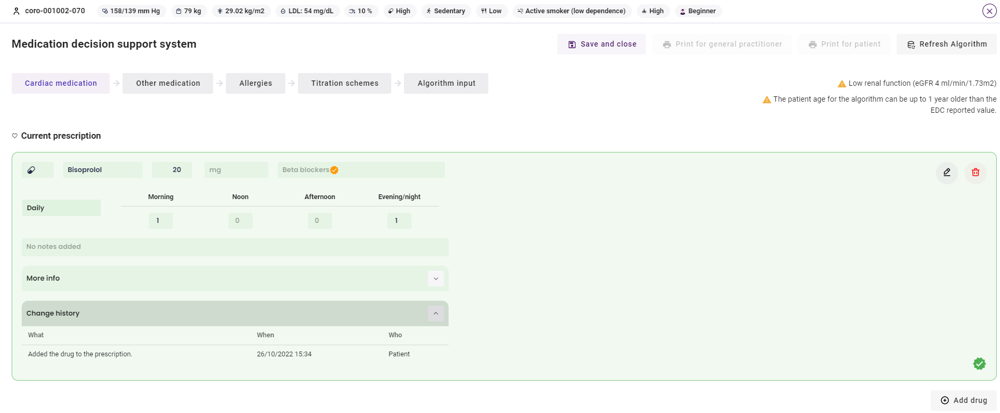 coro-001002-070 158/139 mm Hg 79 kg 29.02 kg/m2 LDL: 54 mg/dL 10 % High Sedentary Low Active smoker (low dependence) High Beginner
Medication decision support system
Save and close Print for general practitioner Print for patient Refresh Algorithm
Cardiac medication Other medication Allergies Titration schemes Algorithm input
Low renal function (eGFR 4 ml/min/1.73m2)
The patient age for the algorithm can be up to 1 year older than the
EDC reported value.
Current prescription
Bisoprolol 20 mg Beta blockers
Morning Noon Afternoon Evening/night
Daily
1 0 0 1
No notes added
More info
Change history
What When Who
Added the drug to the prescription. 26/10/2022 15:34 Patient
Add drug